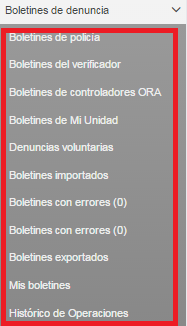 Boletines de denuncia
Boletines de policía
Boletines del verificador
Boletines de controladores ORA
Boletines de Mi Unidad
Denuncias voluntarias
Boletines importados
Boletines con errores (0)
Boletines con errores (0)
Boletines exportados
Mis boletines
Histórico de Operaciones